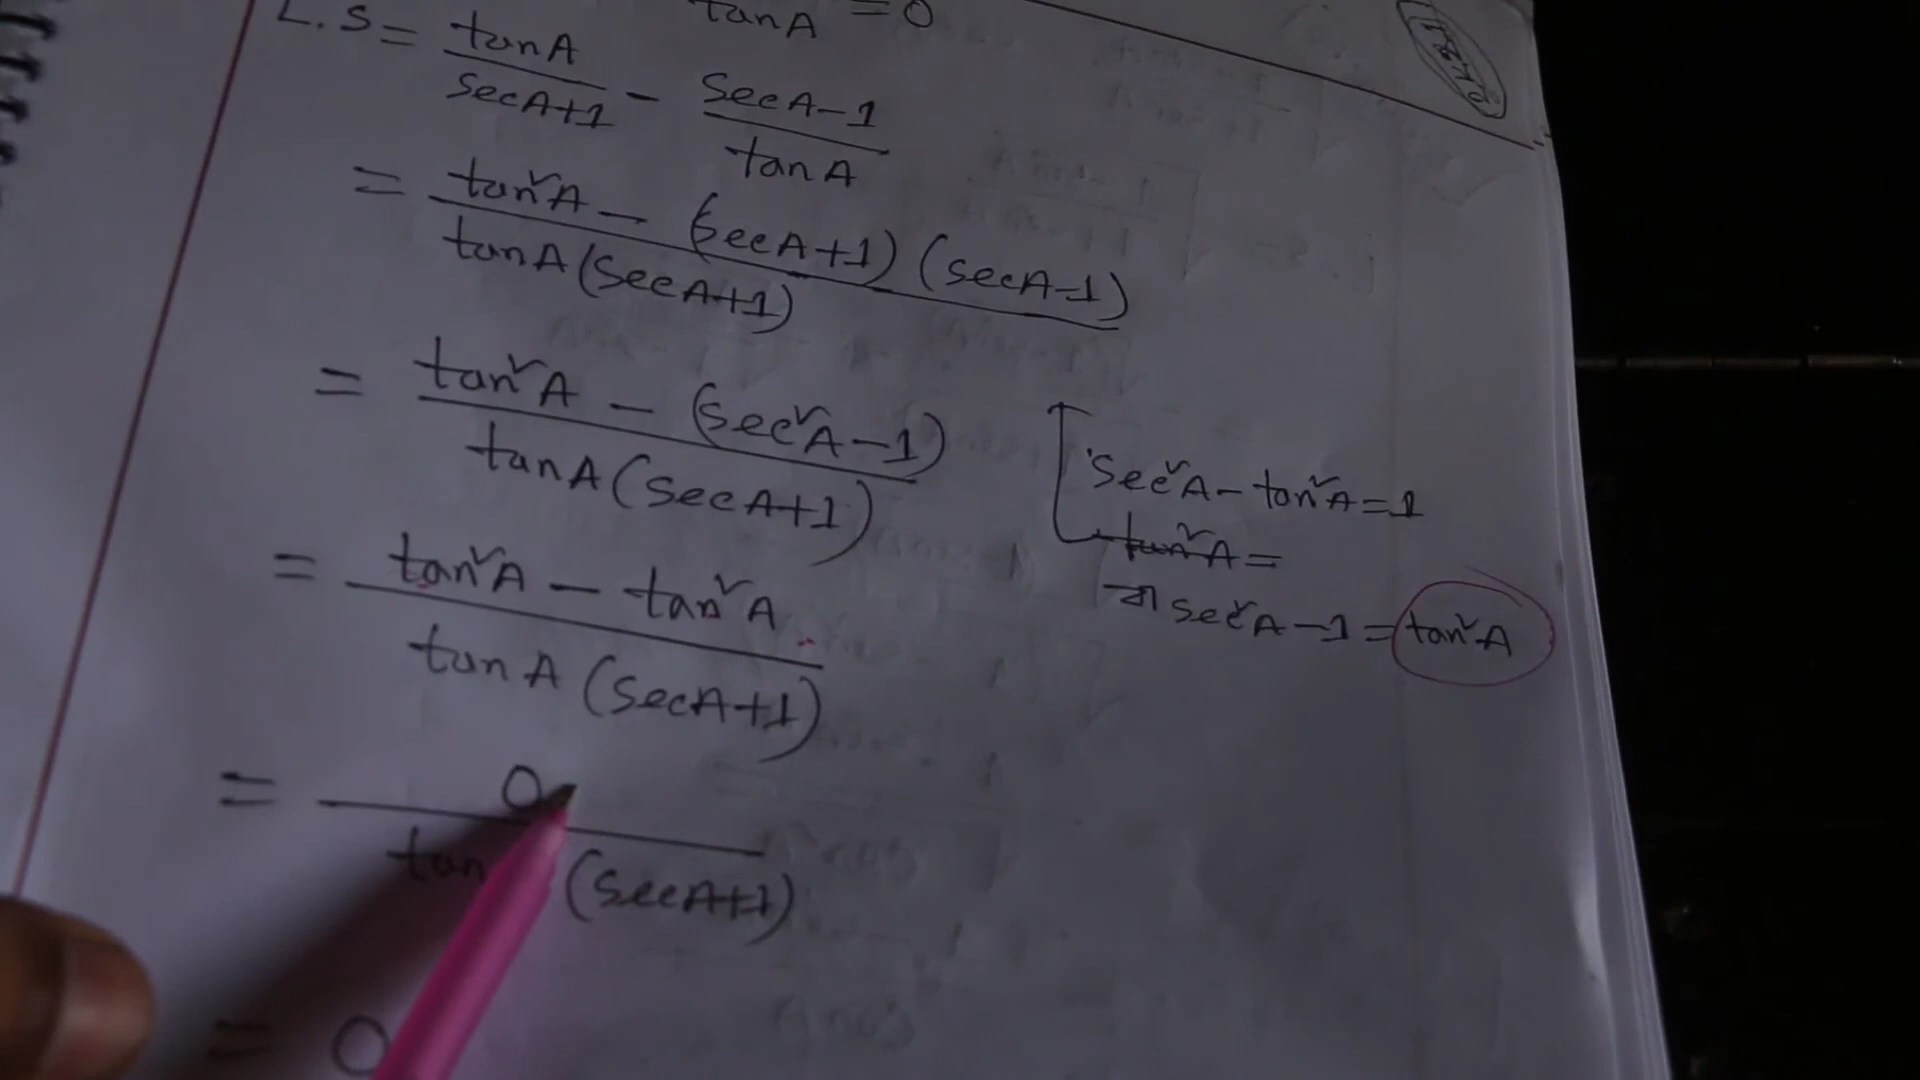 tanA = 0
L.S = tanA / secA+1 - secA-1 / tanA
= tan²A - (secA+1) (secA-1) / tanA (secA+1)
= tan²A - (sec²A-1) / tanA (secA+1)
sec²A - tan²A = 1
tan²A =
বা sec²A - 1 = tan²A
= tan²A - tan²A / tanA (secA+1)
= 0 / tan (secA+1)
= 0